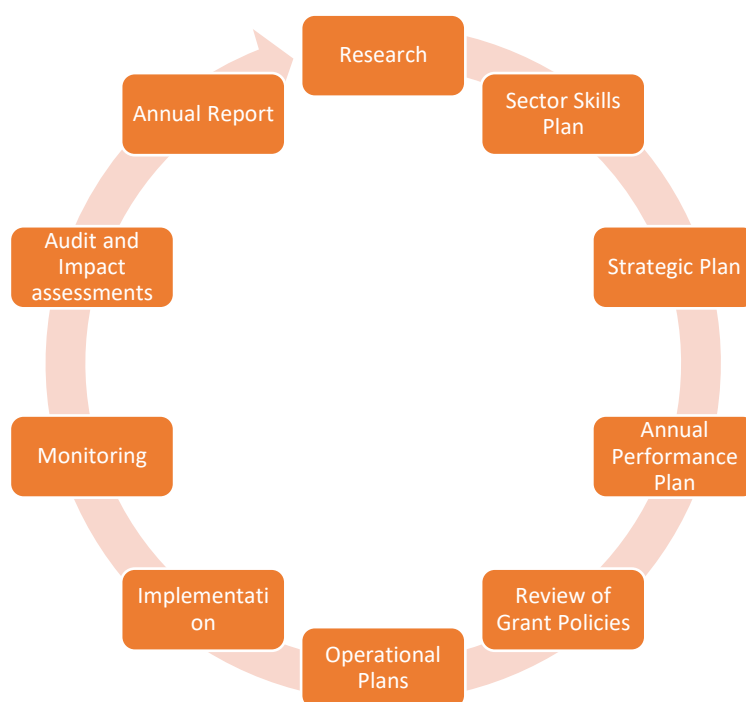 Research
Sector Skills
Plan
Strategic Plan
Annual
Performance
Plan
Review of
Grant Policies
Operational
Plans
Implementati
on
Monitoring
Audit and
Impact
assessments
Annual Report